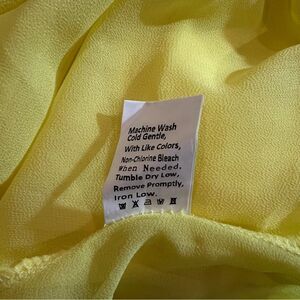 Machine Wash
Cold Gentle,
With Like Colors,
Non-Chlorine Bleach
When Needed.
Tumble Dry Low,
Remove Promptly,
Iron Low.